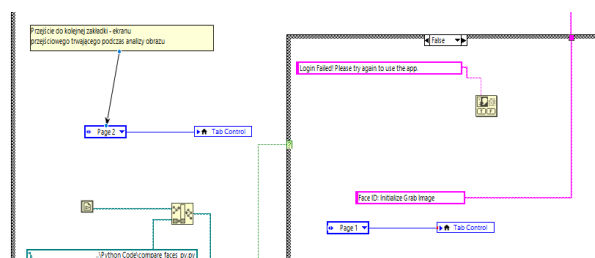 Przejście do kolejnej zakładki - ekranu
przejściowego trwającego podczas analizy obrazu
False
Login Failed! Please try again to use the app.
Page 2
Tab Control
Face ID: Initialize Grab Image
Page 1
Tab Control
..\Python Code\compare_faces_py.py